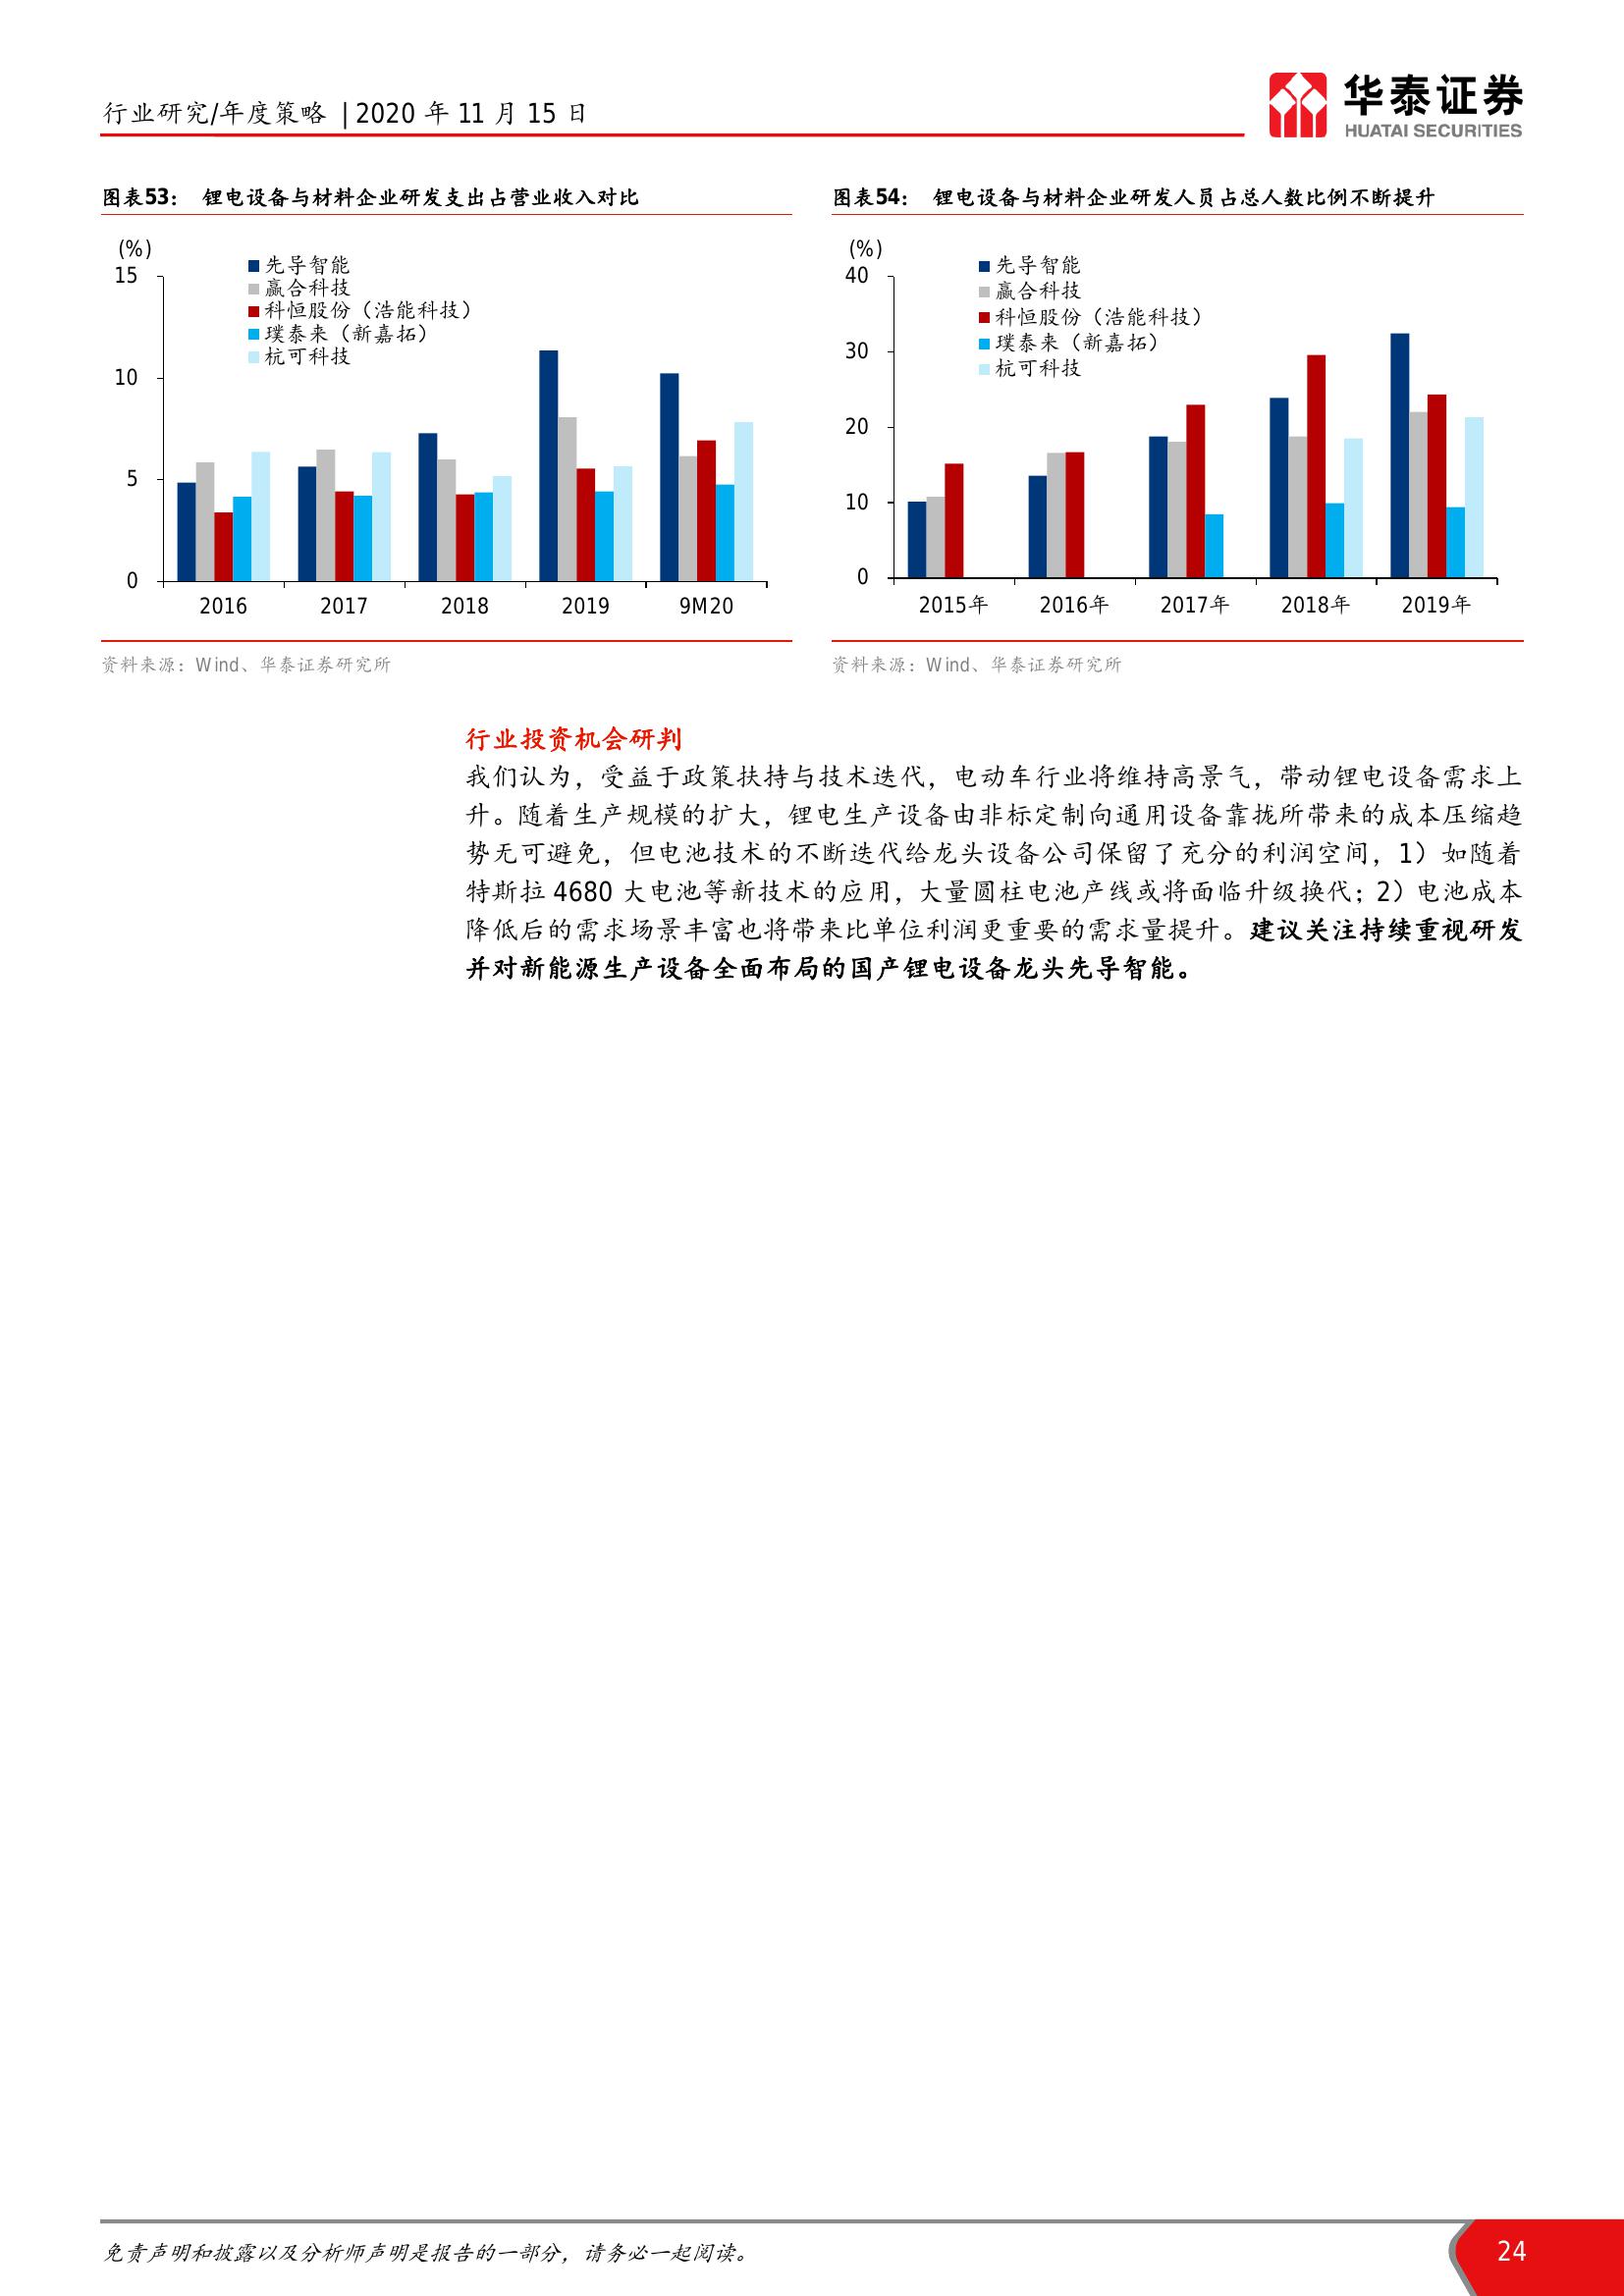 行业研究/年度策略 | 2020 年 11 月 15 日
华泰证券
HUATAI SECURITIES
图表53： 锂电设备与材料企业研发支出占营业收入对比
(%)
15
10
5
0
先导智能
赢合科技
科恒股份（浩能科技）
璞泰来（新嘉拓）
杭可科技
2016 2017 2018 2019 9M20
资料来源：Wind、华泰证券研究所
图表54： 锂电设备与材料企业研发人员占总人数比例不断提升
(%)
40
30
20
10
0
先导智能
赢合科技
科恒股份（浩能科技）
璞泰来（新嘉拓）
杭可科技
2015年 2016年 2017年 2018年 2019年
资料来源：Wind、华泰证券研究所
行业投资机会研判
我们认为，受益于政策扶持与技术迭代，电动车行业将维持高景气，带动锂电设备需求上
升。随着生产规模的扩大，锂电生产设备由非标定制向通用设备靠拢所带来的成本压缩趋
势无可避免，但电池技术的不断迭代给龙头设备公司保留了充分的利润空间，1）如随着
特斯拉 4680 大电池等新技术的应用，大量圆柱电池产线或将面临升级换代；2）电池成本
降低后的需求场景丰富也将带来比单位利润更重要的需求量提升。建议关注持续重视研发
并对新能源生产设备全面布局的国产锂电设备龙头先导智能。
免责声明和披露以及分析师声明是报告的一部分，请务必一起阅读。
24